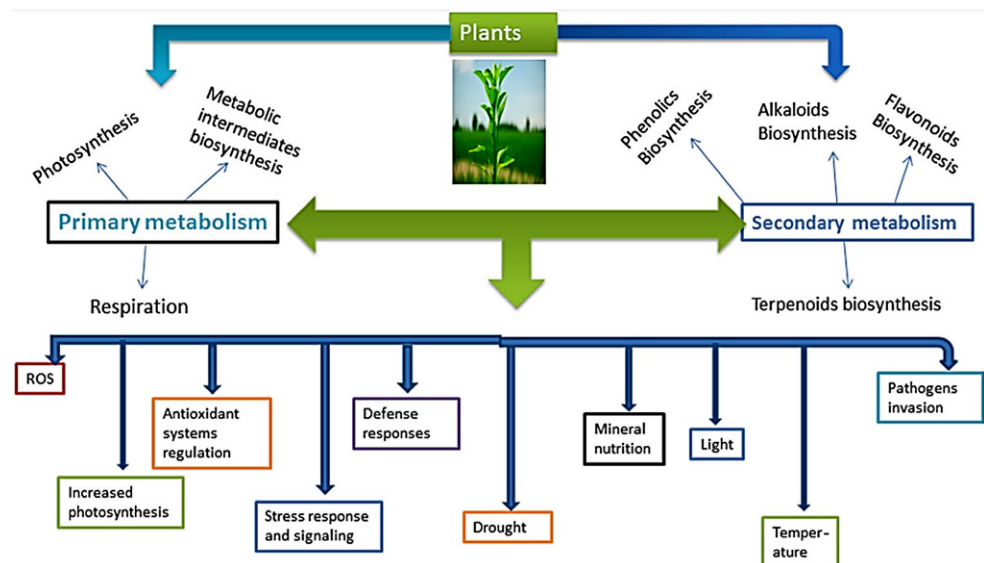 Plants
Photosynthesis
Metabolic
intermediates
biosynthesis
Phenolics
Biosynthesis
Alkaloids
Biosynthesis
Flavonoids
Biosynthesis
Primary metabolism
Secondary metabolism
Respiration
Terpenoids biosynthesis
ROS
Antioxidant
systems
regulation
Defense
responses
Mineral
nutrition
Light
Pathogens
invasion
Increased
photosynthesis
Stress response
and signaling
Drought
Temper-
ature